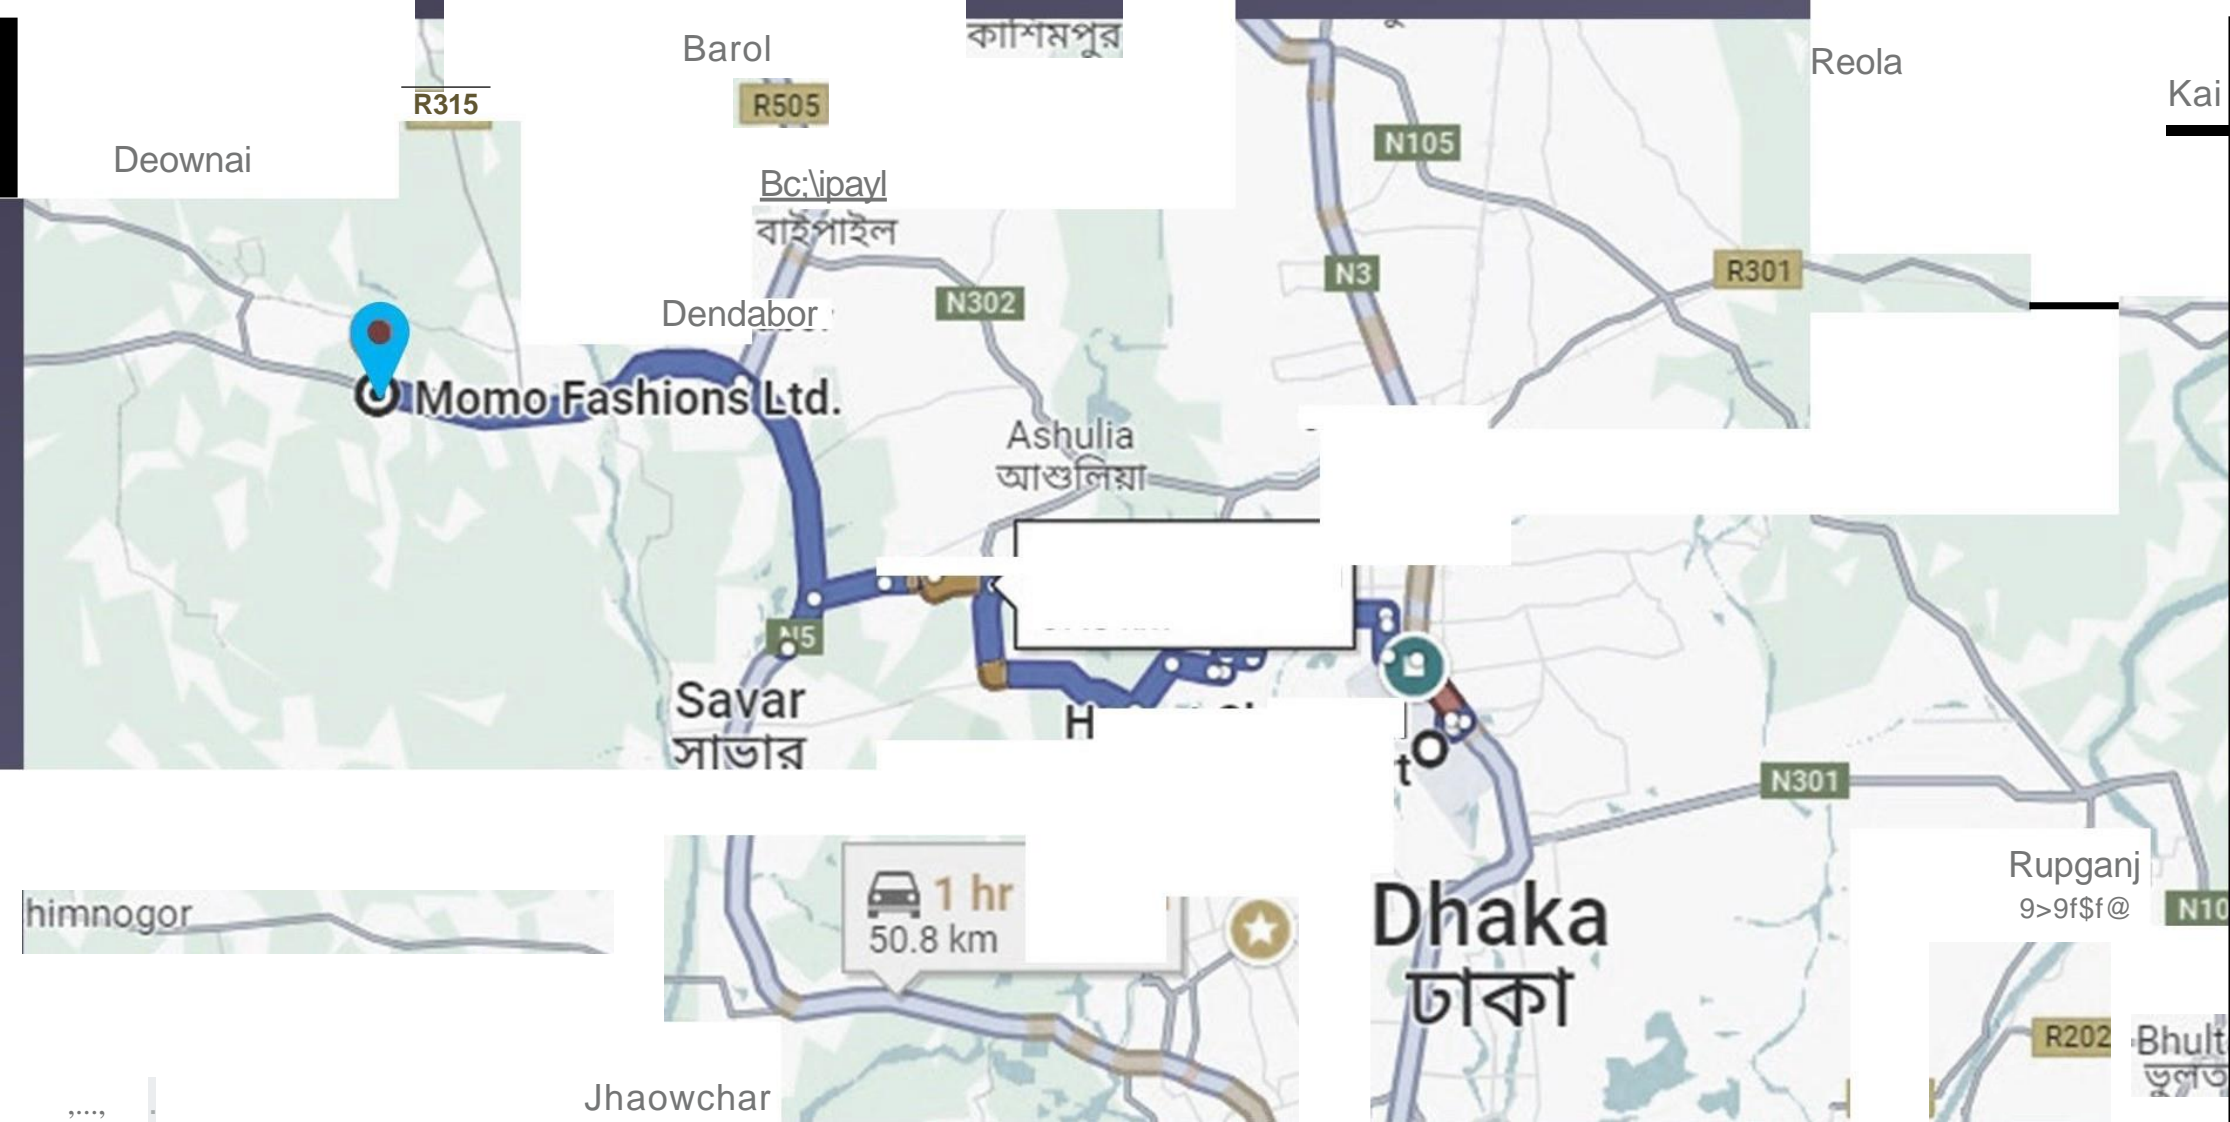 কাশিমপুর
Barol
Reola
Kai
R315
R505
N105
Deownai
Bc;\ipayl
বাইপাইল
R301
N3
N302
Dendabor
Momo Fashions Ltd.
Ashulia
আশুলিয়া
N5
Savar
সাভার
H
t
N301
Rupganj
9>9f$f@
1 hr
50.8 km
himnogor
Dhaka
ঢাকা
N10
R202
Bhult
ভুলত
Jhaowchar
,...,
.